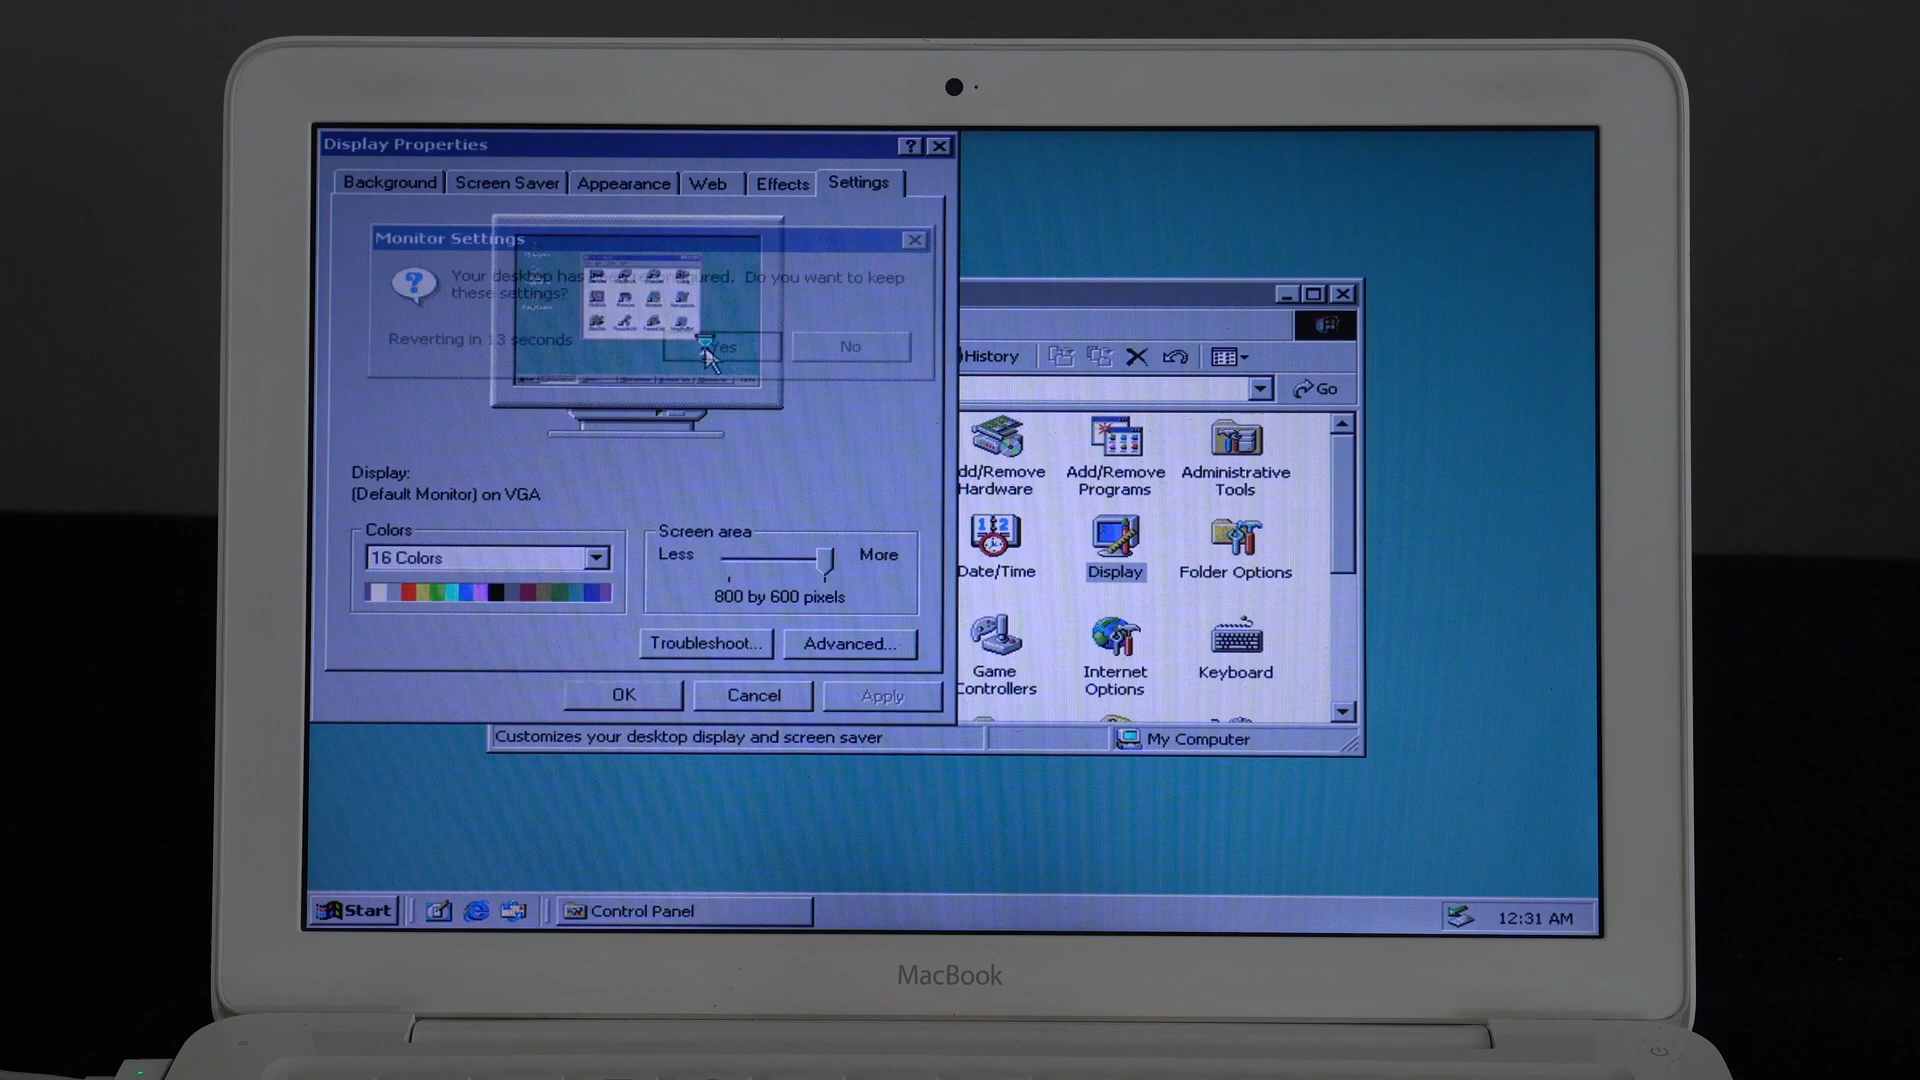 Display Properties
Background
Screen Saver
Appearance
Web
Effects
Settings
Monitor Settings
Your desktop has
ured. Do you want to keep
these settings?
Reverting in 13 seconds
Yes
No
Display:
(Default Monitor) on VGA
Colors
16 Colors
Screen area
Less
More
800 by 600 pixels
Troubleshoot...
Advanced...
OK
Cancel
Apply
History
Go
dd/Remove
Hardware
Add/Remove
Programs
Administrative
Tools
Date/Time
Display
Folder Options
Game
Controllers
Internet
Options
Keyboard
Customizes your desktop display and screen saver
My Computer
Start
Control Panel
12:31 AM
MacBook